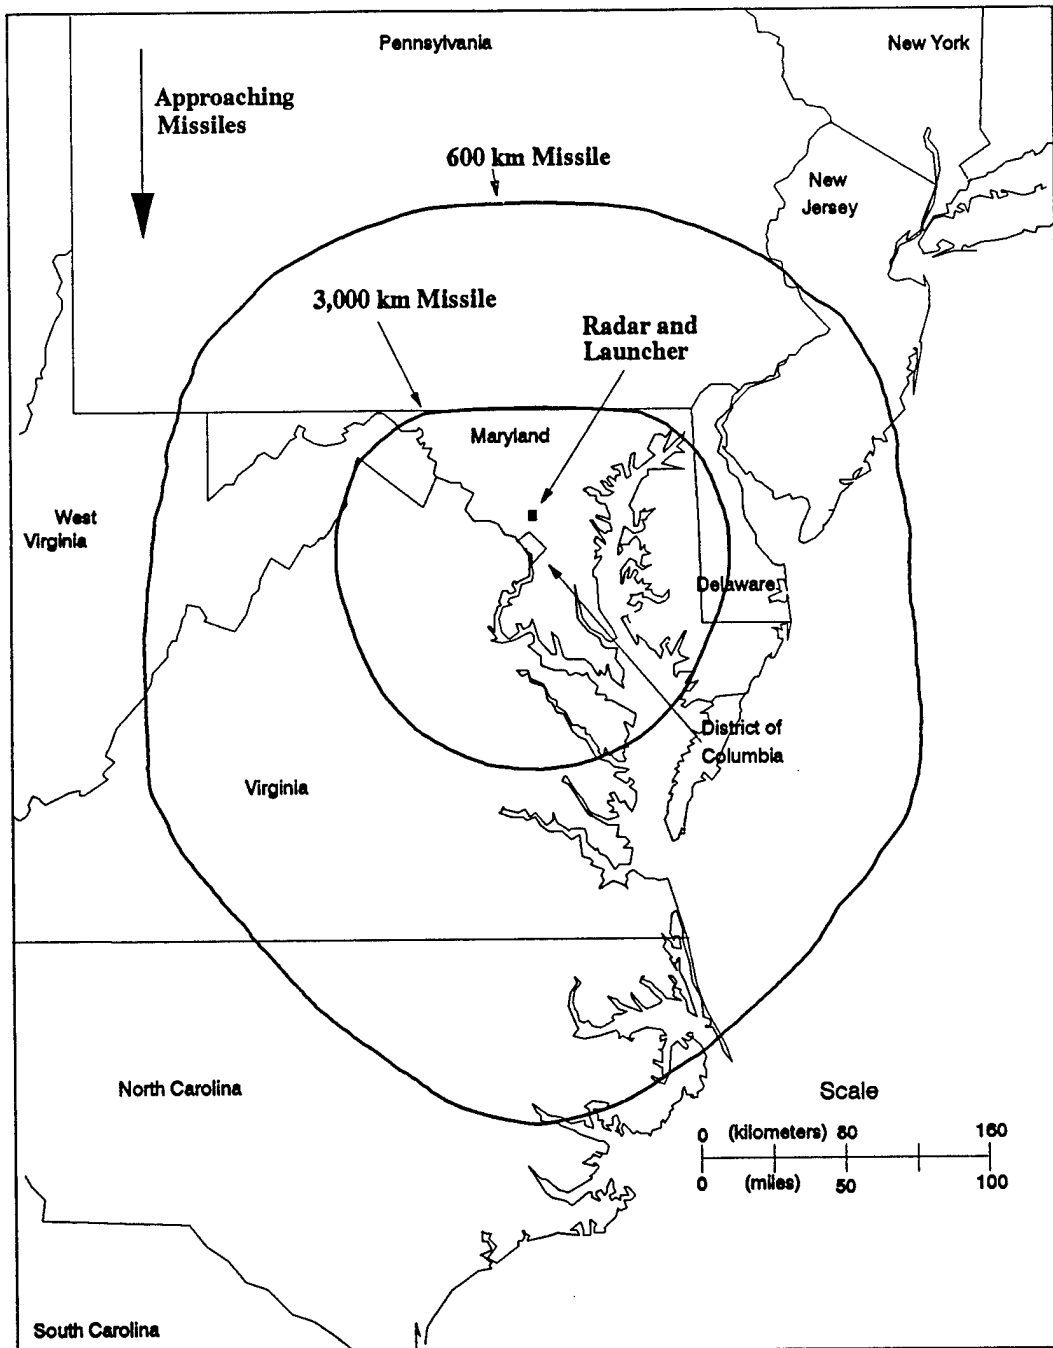 Pennsylvania
New York
Approaching
Missiles
600 km Missile
New
Jersey
3,000 km Missile
Radar and
Launcher
Maryland
West
Virginia
Delaware
District of
Columbia
Virginia
North Carolina
Scale
0 (kilometers) 80 160
0 (miles) 50 100
South Carolina